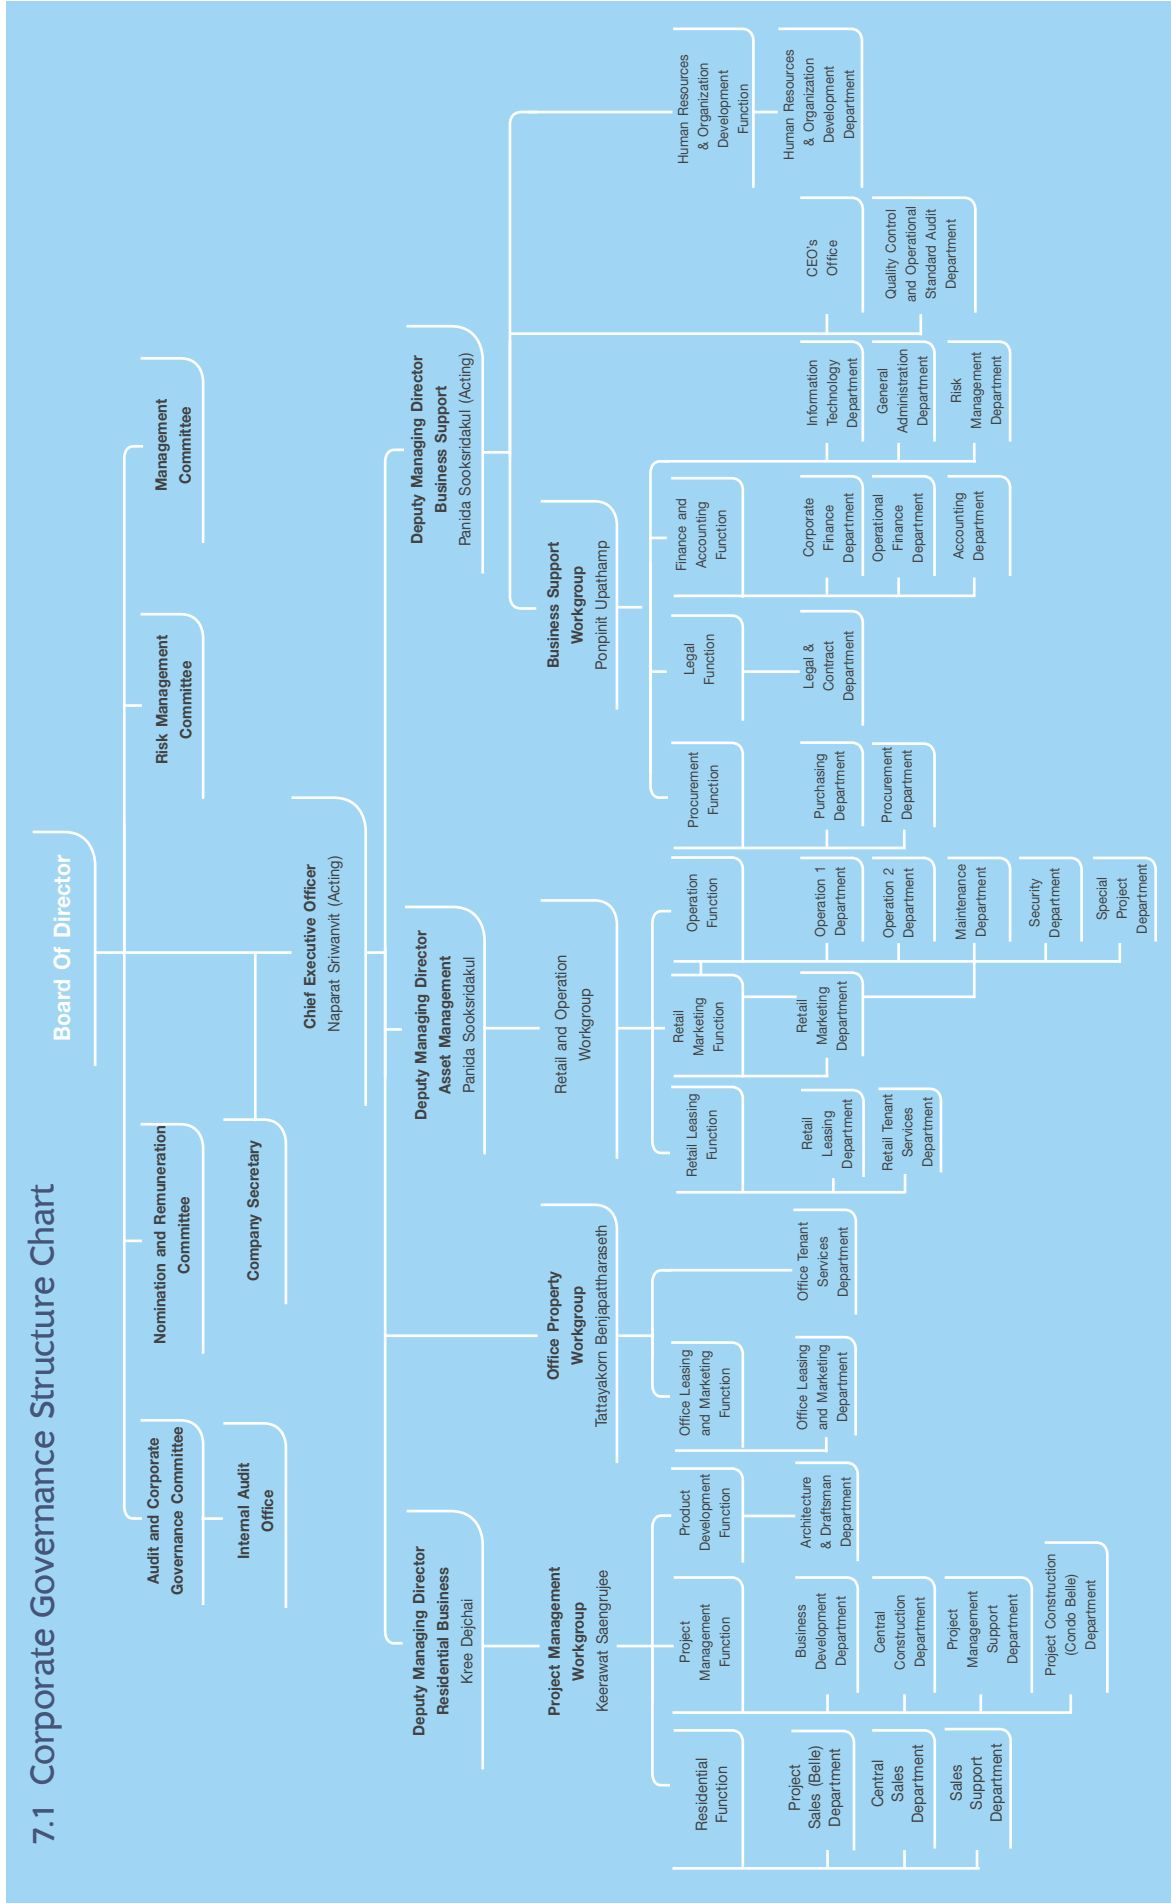 7.1 Corporate Governance Structure Chart
Board Of Director
Audit and Corporate
Governance Committee
Nomination and Remuneration
Committee
Risk Management
Committee
Management
Committee
Internal Audit
Office
Company Secretary
Chief Executive Officer
Naparat Sriwanvit (Acting)
Deputy Managing Director
Residential Business
Kree Dejchai
Deputy Managing Director
Asset Management
Panida Sooksridakul
Deputy Managing Director
Business Support
Panida Sooksridakul (Acting)
Project Management
Workgroup
Keerawat Saengrujee
Office Property
Workgroup
Tattayakorn Benjapattharaseth
Retail and Operation
Workgroup
Business Support
Workgroup
Ponpinit Upathamp
Residential
Function
Project
Management
Function
Product
Development
Function
Office Leasing
and Marketing
Function
Retail Leasing
Function
Retail
Marketing
Function
Operation
Function
Procurement
Function
Legal
Function
Finance and
Accounting
Function
Human Resources
& Organization
Development
Function
Project
Sales (Belle)
Department
Central
Sales
Department
Sales
Support
Department
Business
Development
Department
Central
Construction
Department
Project
Management
Support
Department
Project Construction
(Condo Belle)
Department
Architecture
& Draftsman
Department
Office Leasing
and Marketing
Department
Office Tenant
Services
Department
Retail
Leasing
Department
Retail Tenant
Services
Department
Retail
Marketing
Department
Operation 1
Department
Operation 2
Department
Maintenance
Department
Security
Department
Special
Project
Department
Purchasing
Department
Procurement
Department
Legal &
Contract
Department
Corporate
Finance
Department
Operational
Finance
Department
Accounting
Department
Information
Technology
Department
General
Administration
Department
Risk
Management
Department
CEO's
Office
Quality Control
and Operational
Standard Audit
Department
Human Resources
& Organization
Development
Department